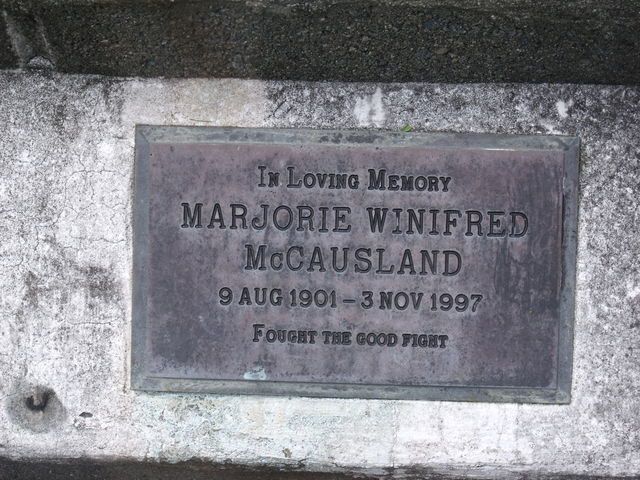 In Loving Memory
MARJORIE WINIFRED
McCAUSLAND
9 AUG 1901 – 3 NOV 1997
Fought the good fight